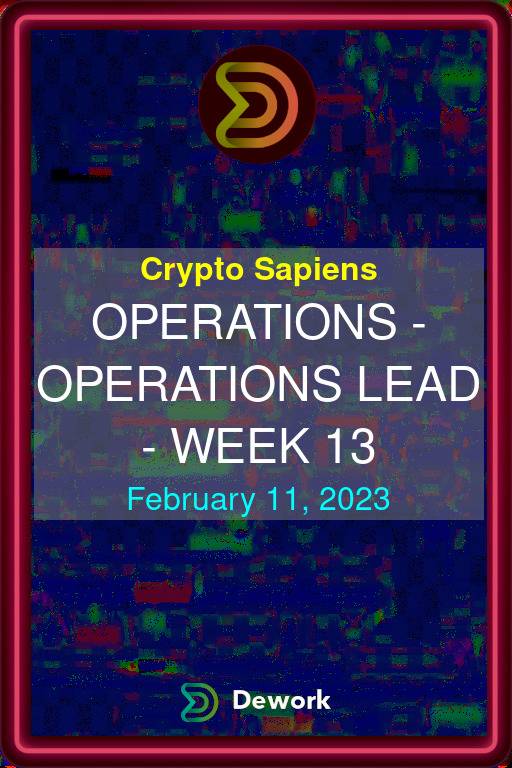 Crypto Sapiens
OPERATIONS -
OPERATIONS LEAD
- WEEK 13
February 11, 2023
Dework